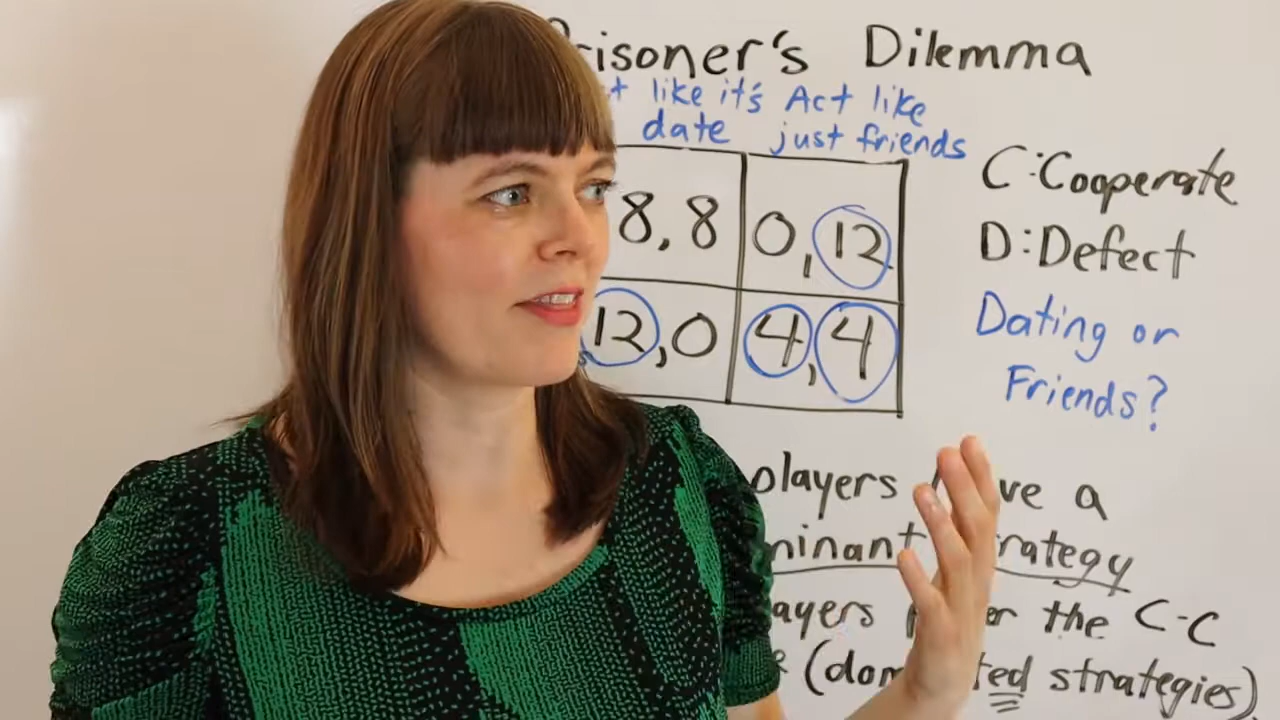 Prisoner's Dilemma
like it's Act like
date just friends
8, 8 0, 12
12, 0 4, 4
C: Cooperate
D: Defect
Dating or
Friends?
players have a
strategy
the C-C
strategies)